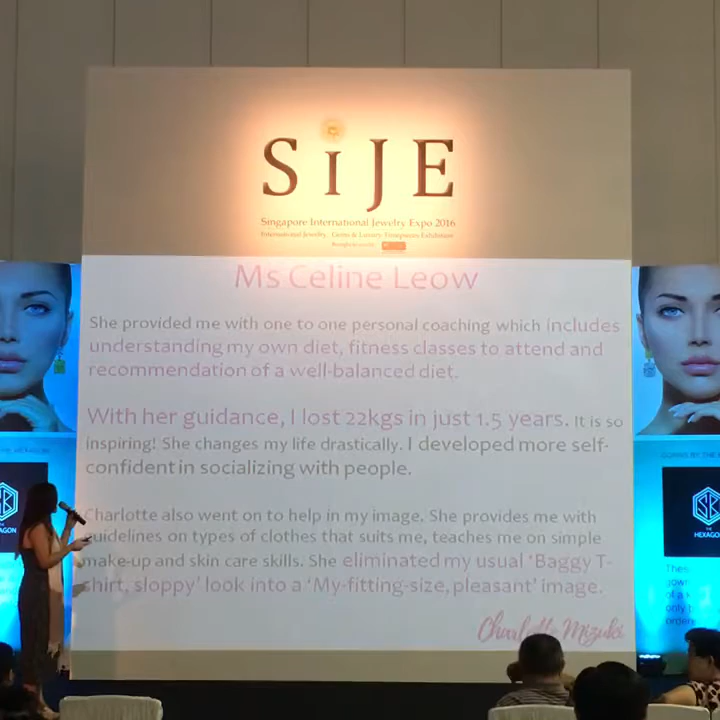 SIJE
Singapore International Jewelry Expo 2016
Ms Celine Leow
She provided me with one to one personal coaching which includes
understanding my own diet, fitness classes to attend and
recommendation of a well-balanced diet.
With her guidance, I lost 22kgs in just 1.5 years. It is so
inspiring! She changes my life drastically. I developed more self-
confident in socializing with people.
Charlotte also went on to help in my image. She provides me with
guidelines on types of clothes that suits me, teaches me on simple
make-up and skin care skills. She eliminated my usual 'Baggy T-
shirt, sloppy' look into a 'My-fitting-size, pleasant' image.
Charlotte Mizuki
THE
HEXAGON
THE
HEXAGON